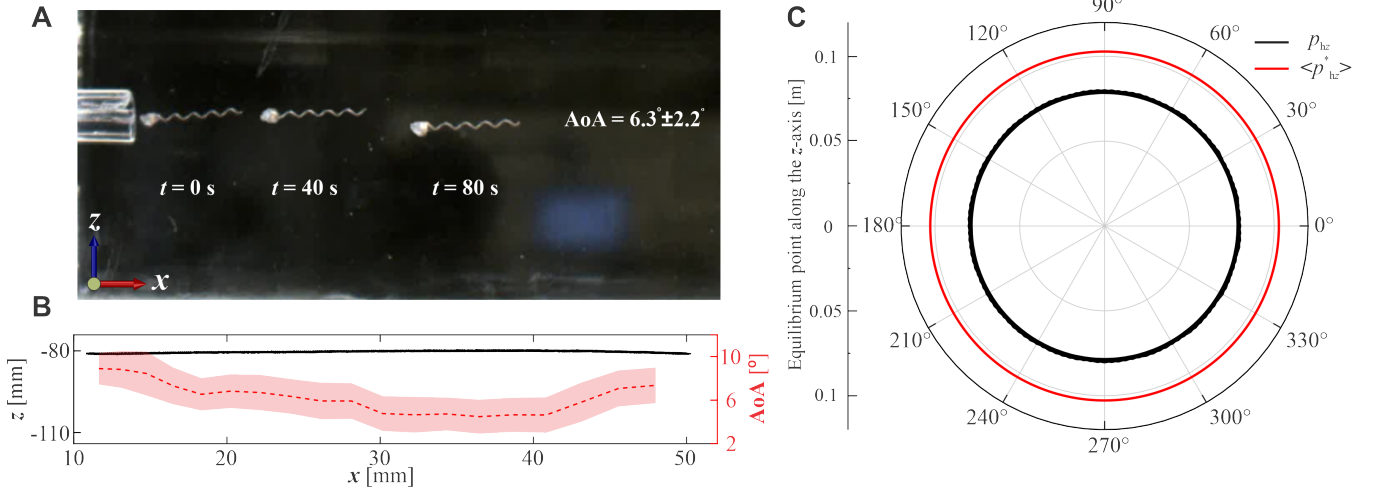 A
AoA = 6.3°±2.2°
t = 0 s
t = 40 s
t = 80 s
z
x
B
-80
-110
z [mm]
10
20
30
40
50
x [mm]
10
6
2
AoA [°]
C
Equilibrium point along the z-axis [m]
0.1
0.05
0
0.05
0.1
90°
60°
30°
0°
330°
300°
270°
240°
210°
180°
150°
120°
p_hz
<p*_hz>